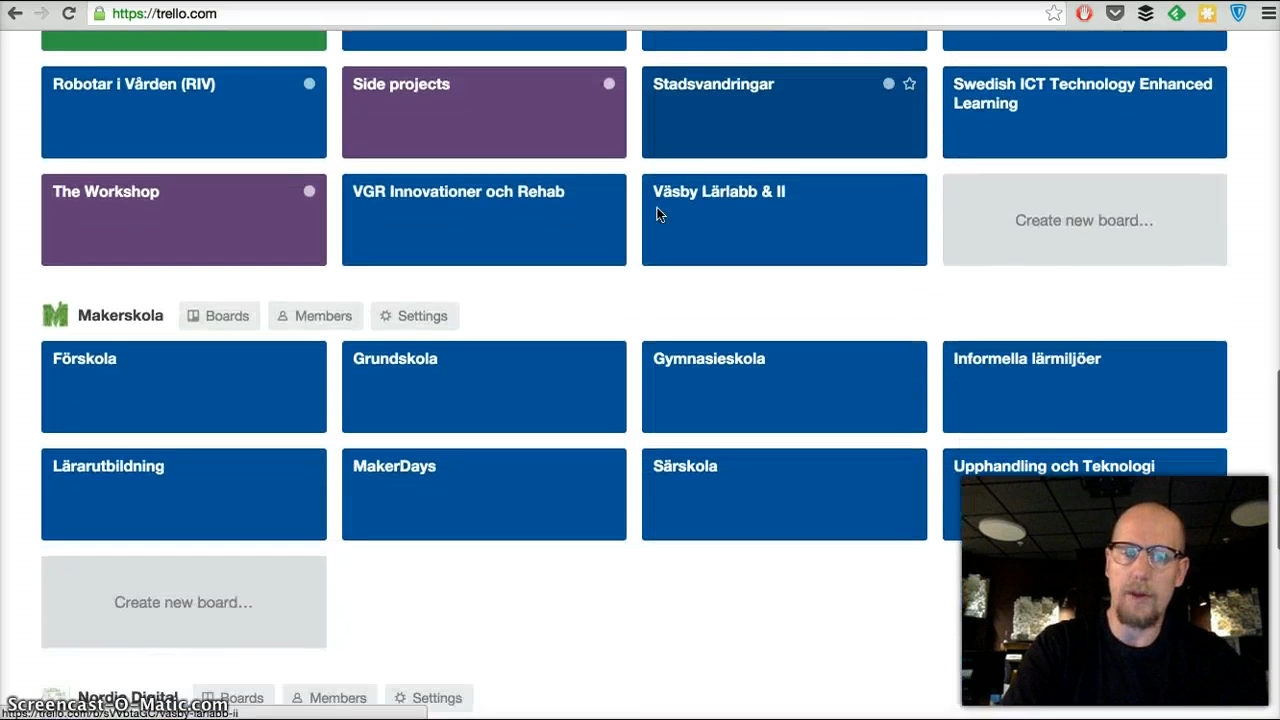 https://trello.com
Robotar i Vården (RIV)
Side projects
Stadsvandringar
Swedish ICT Technology Enhanced
Learning
The Workshop
VGR Innovationer och Rehab
Väsby Lärlabb & II
Create new board…
Makerskola
Boards
Members
Settings
Förskola
Grundskola
Gymnasieskola
Informella lärmiljöer
Lärarutbildning
MakerDays
Särskola
Upphandling och Teknologi
Create new board…
Nordic Digital
Boards
Members
Settings
Screencast-O-Matic.com